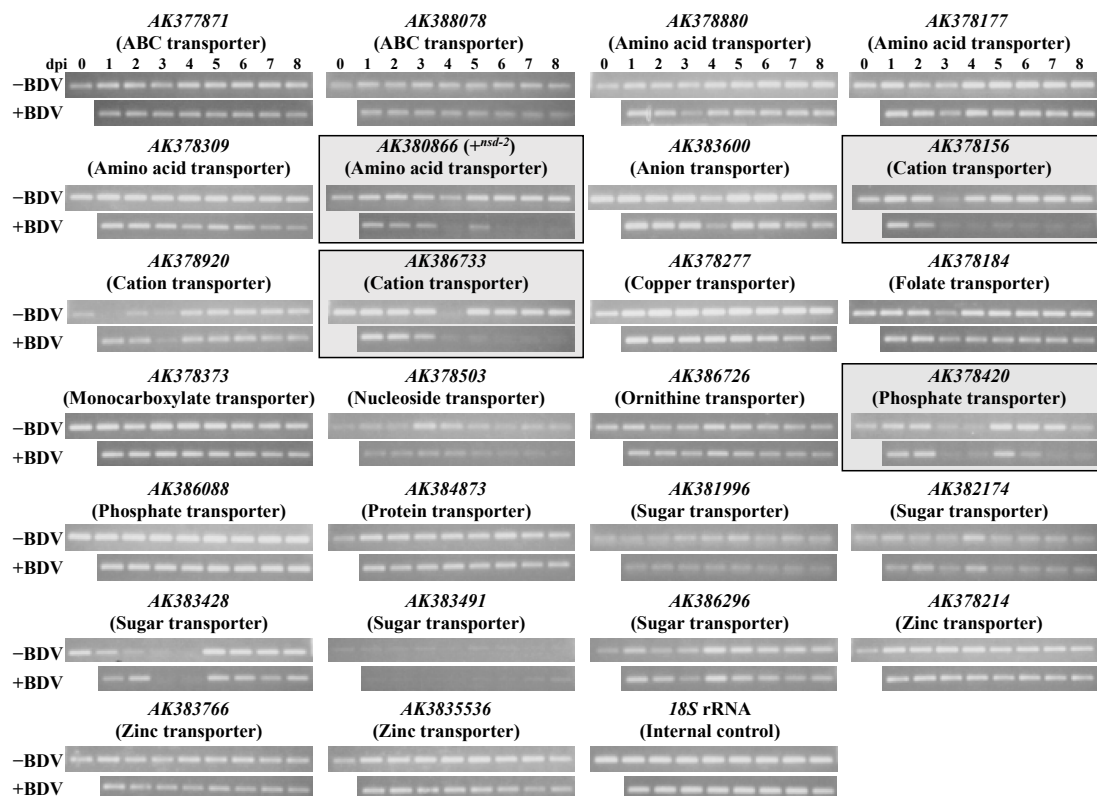 AK377871 AK388078 AK378880 AK378177
(ABC transporter) (ABC transporter) (Amino acid transporter) (Amino acid transporter)
dpi 0 1 2 3 4 5 6 7 8 0 1 2 3 4 5 6 7 8 0 1 2 3 4 5 6 7 8 0 1 2 3 4 5 6 7 8
−BDV
+BDV
AK378309 AK380866 (+nsd-2) AK383600 AK378156
(Amino acid transporter) (Amino acid transporter) (Anion transporter) (Cation transporter)
−BDV
+BDV
AK378920 AK386733 AK378277 AK378184
(Cation transporter) (Cation transporter) (Copper transporter) (Folate transporter)
−BDV
+BDV
AK378373 AK378503 AK386726 AK378420
(Monocarboxylate transporter) (Nucleoside transporter) (Ornithine transporter) (Phosphate transporter)
−BDV
+BDV
AK386088 AK384873 AK381996 AK382174
(Phosphate transporter) (Protein transporter) (Sugar transporter) (Sugar transporter)
−BDV
+BDV
AK383428 AK383491 AK386296 AK378214
(Sugar transporter) (Sugar transporter) (Sugar transporter) (Zinc transporter)
−BDV
+BDV
AK383766 AK3835536 18S rRNA
(Zinc transporter) (Zinc transporter) (Internal control)
−BDV
+BDV